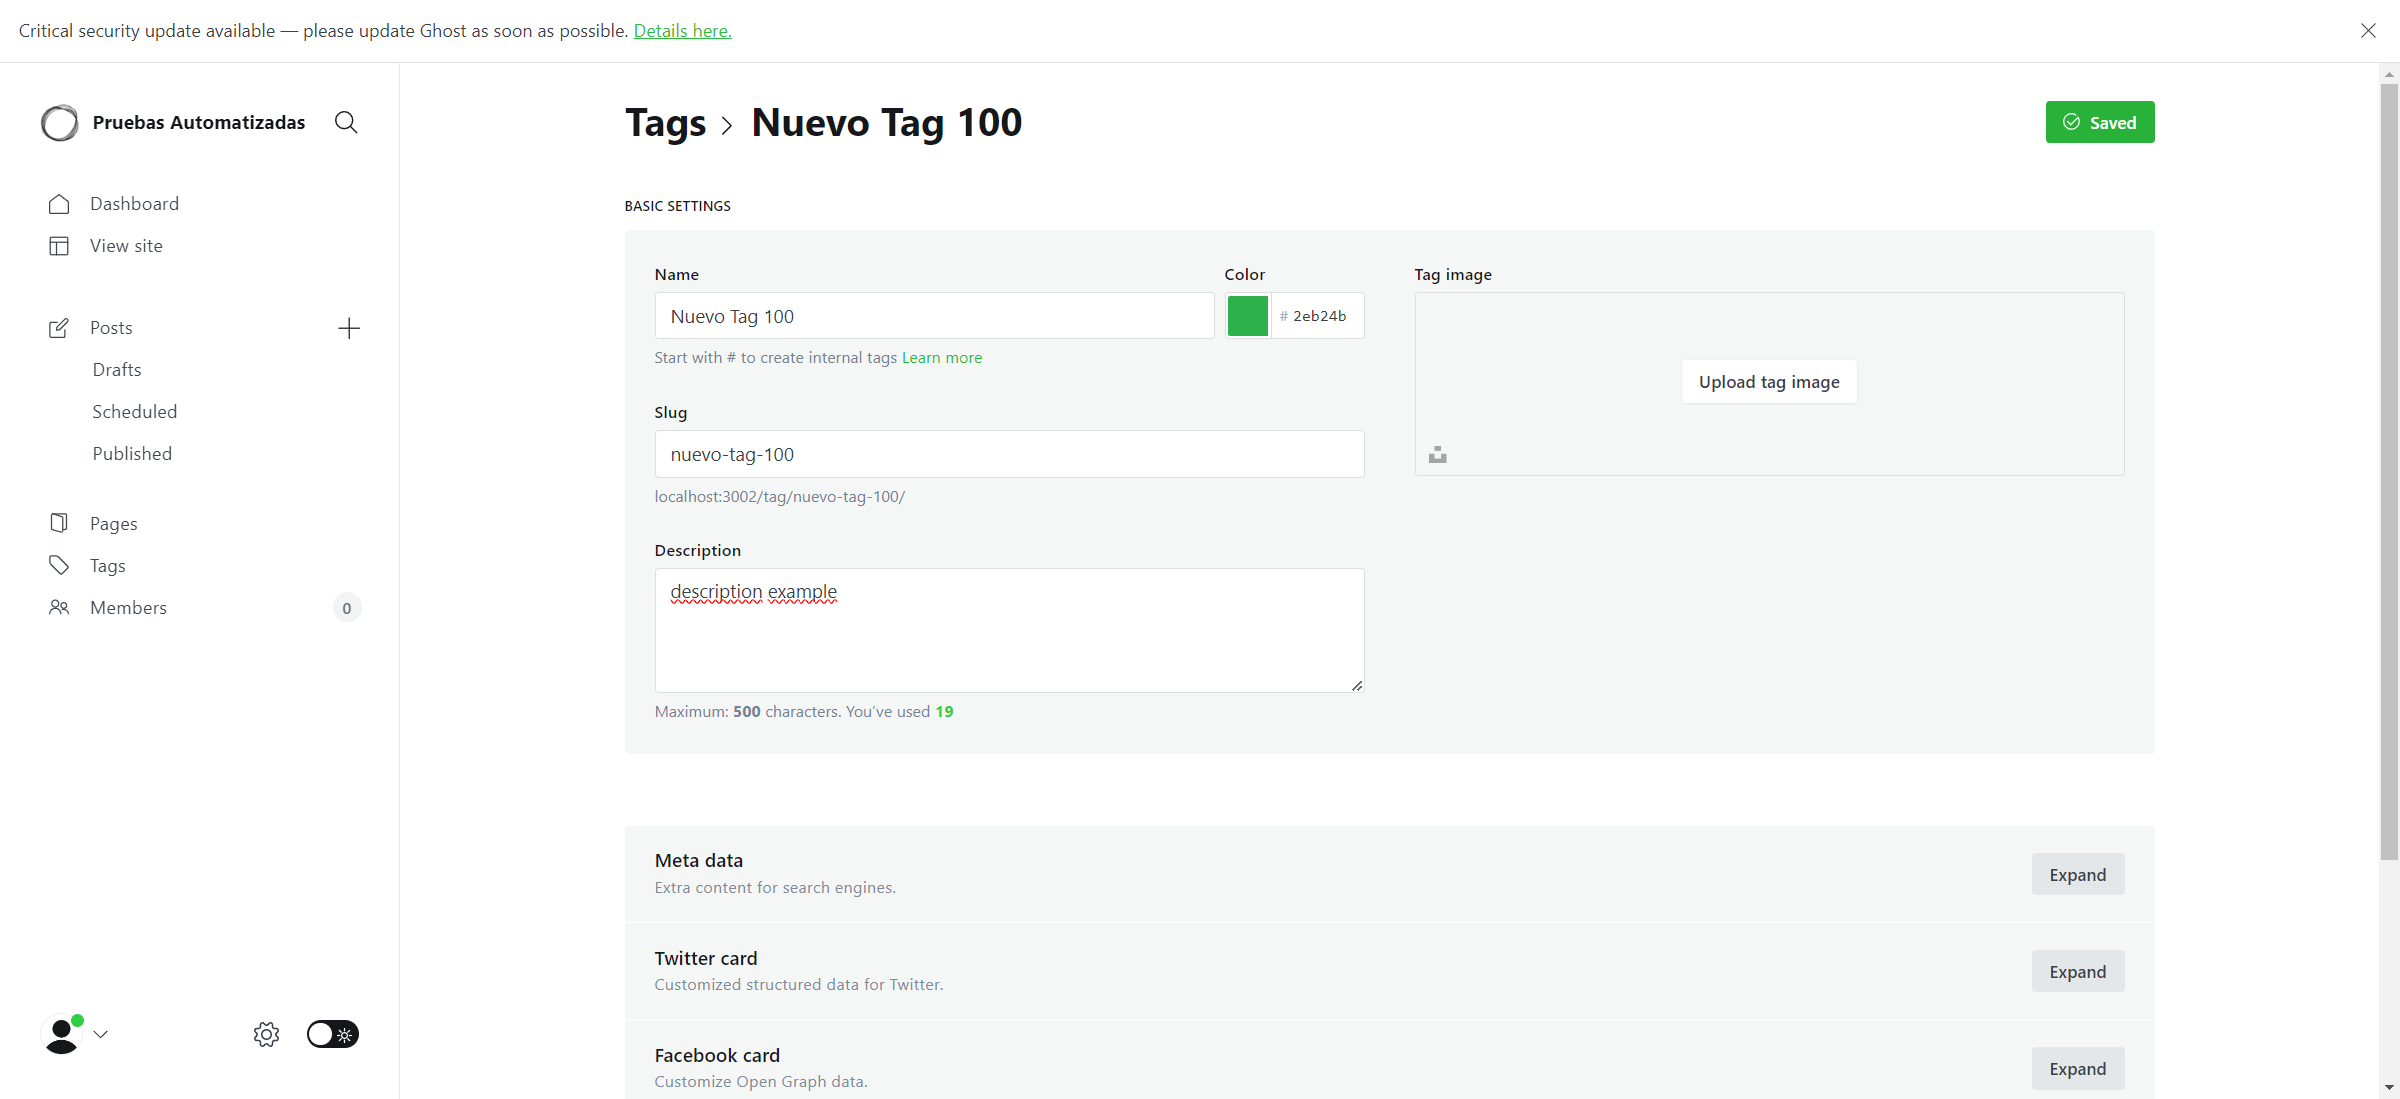 Critical security update available — please update Ghost as soon as possible. Details here.
Pruebas Automatizadas
Dashboard
View site
Posts
Drafts
Scheduled
Published
Pages
Tags
Members
0
Tags > Nuevo Tag 100
Saved
BASIC SETTINGS
Name
Nuevo Tag 100
Start with # to create internal tags Learn more
Color
# 2eb24b
Slug
nuevo-tag-100
localhost:3002/tag/nuevo-tag-100/
Description
description example
Maximum: 500 characters. You’ve used 19
Tag image
Upload tag image
Meta data
Extra content for search engines.
Expand
Twitter card
Customized structured data for Twitter.
Expand
Facebook card
Customize Open Graph data.
Expand